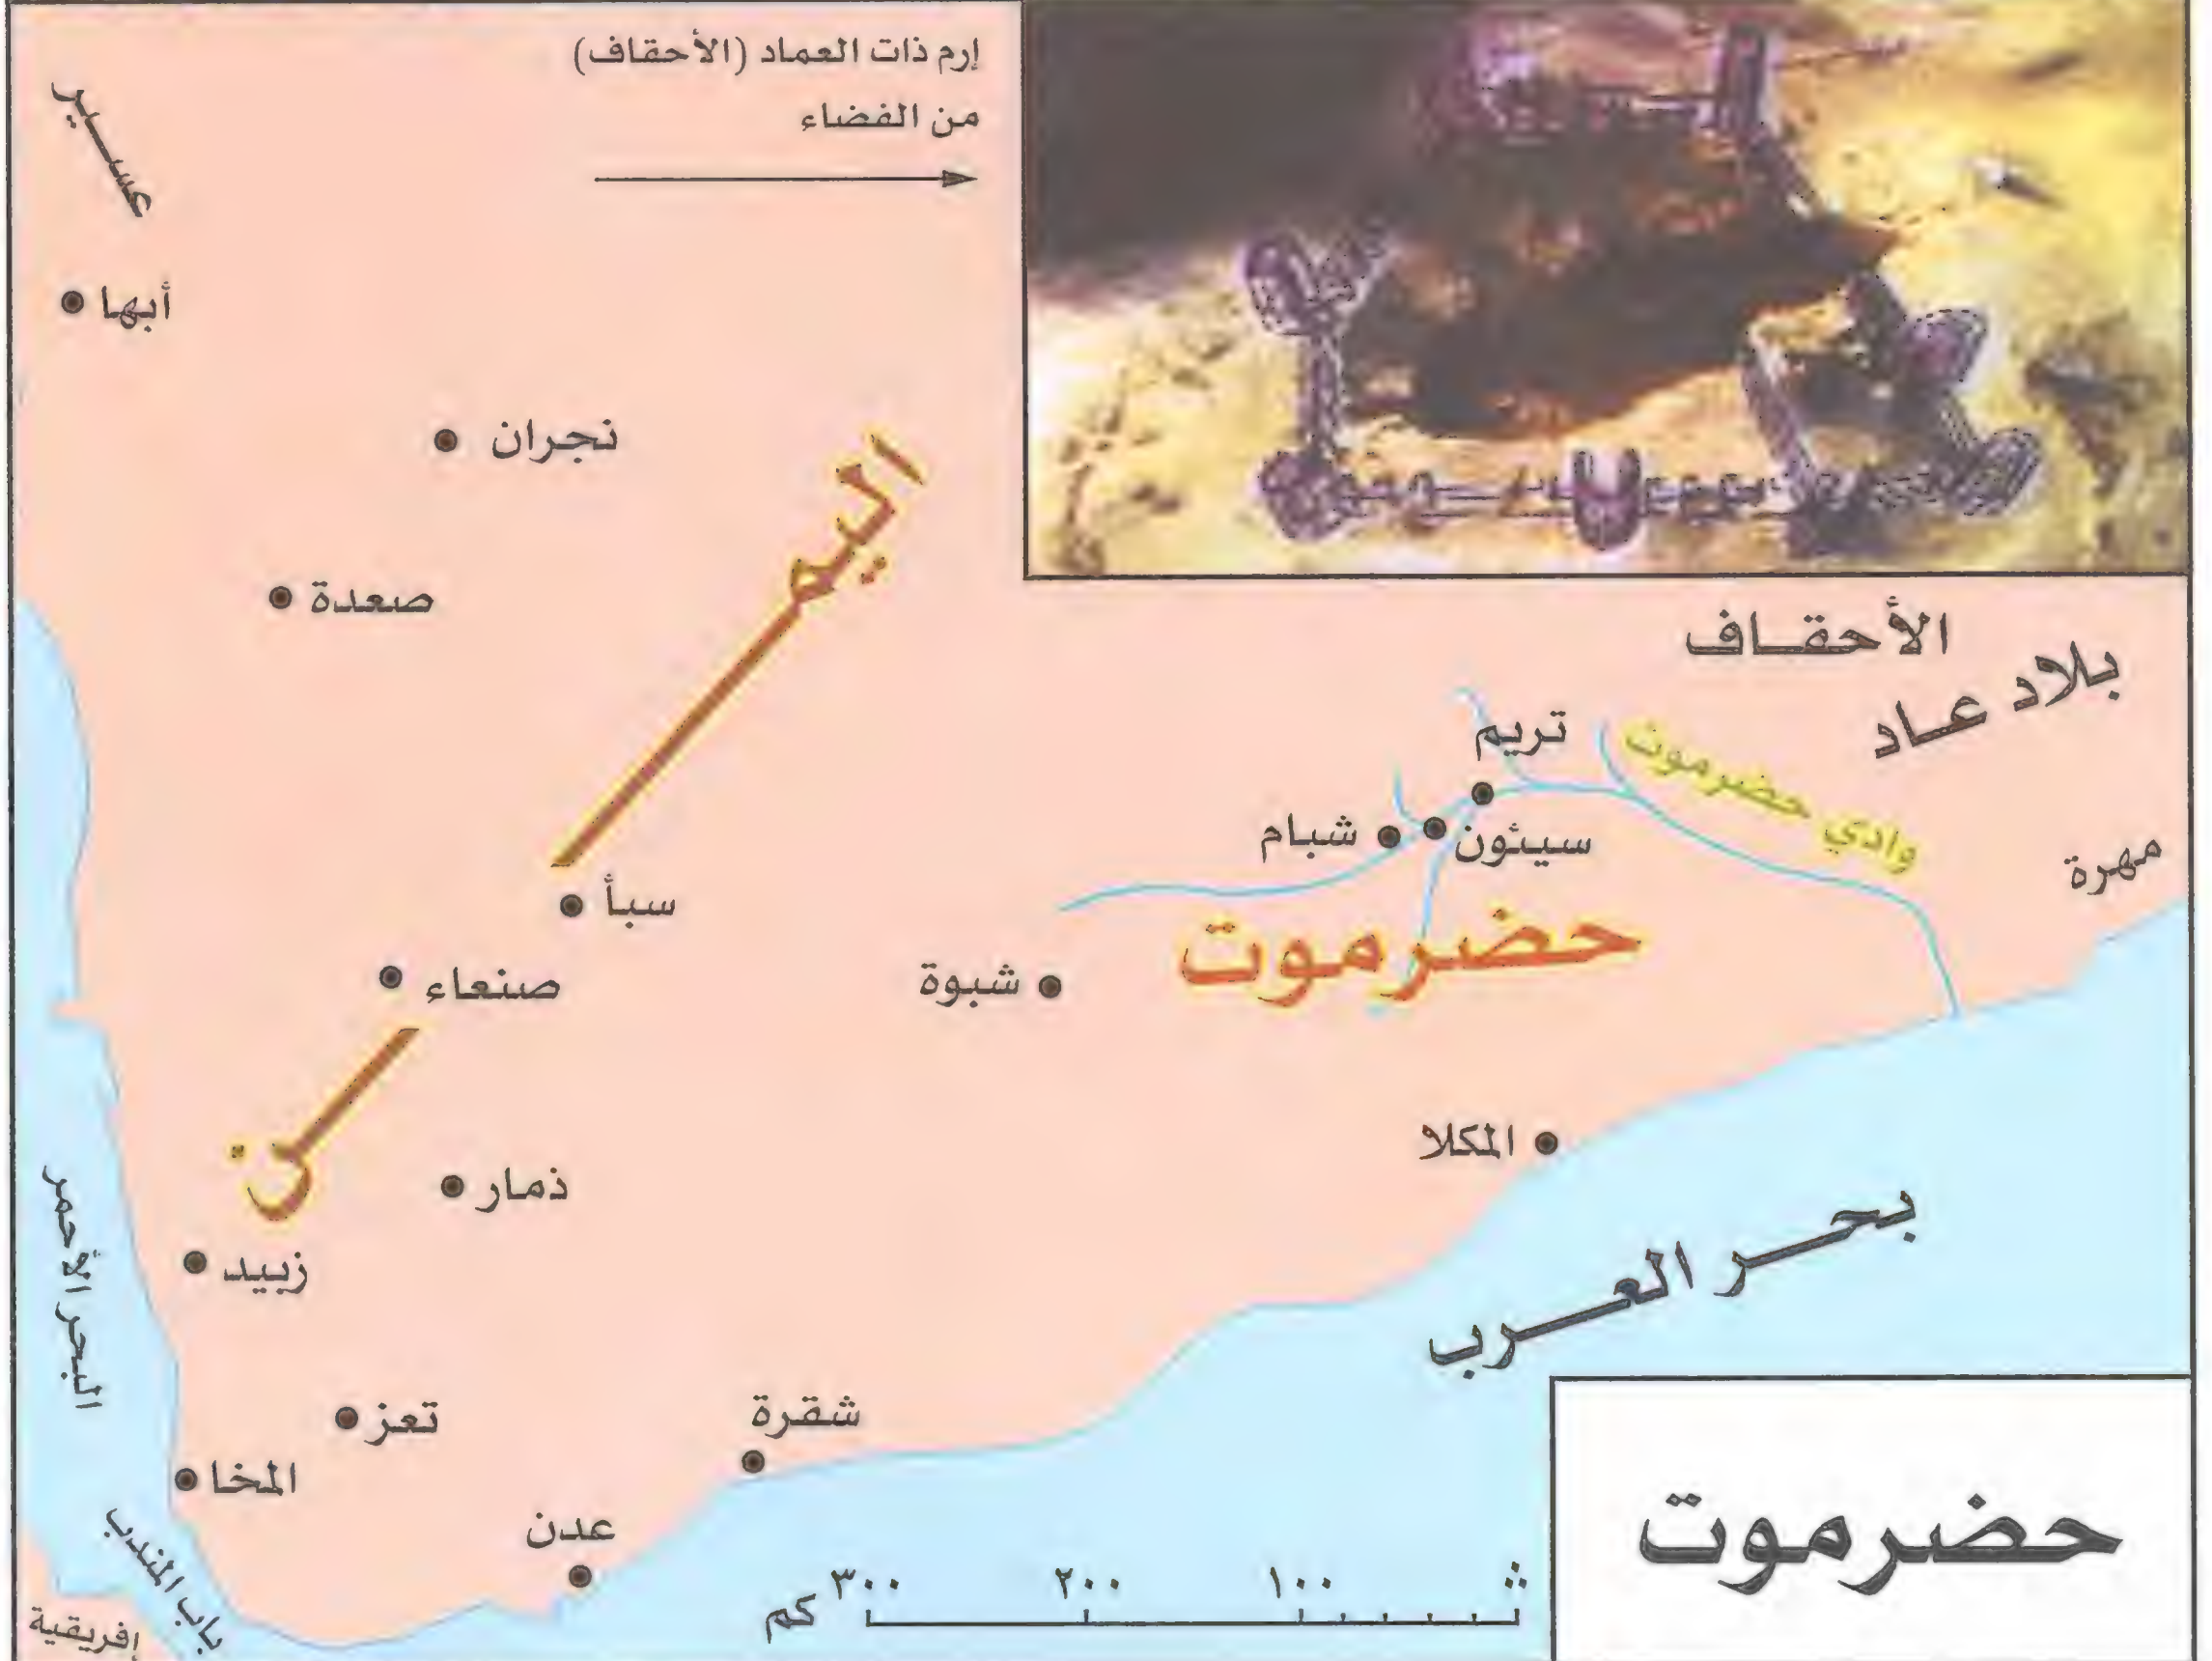 إرم ذات العماد (الأحقاف)
من الفضاء
عسير
أبها
نجران
صعدة
اليمن
الأحقاف
بلاد عاد
تريم
وادي حضرموت
شبام
سيئون
مهرة
سبأ
حضرموت
صنعاء
شبوة
المكلا
ذمار
البحر الأحمر
زبيد
بحر العرب
تعز
شقرة
المخا
عدن
باب المندب
إفريقية
٣٠٠ ٢٠٠ ١٠٠
كم
حضرموت